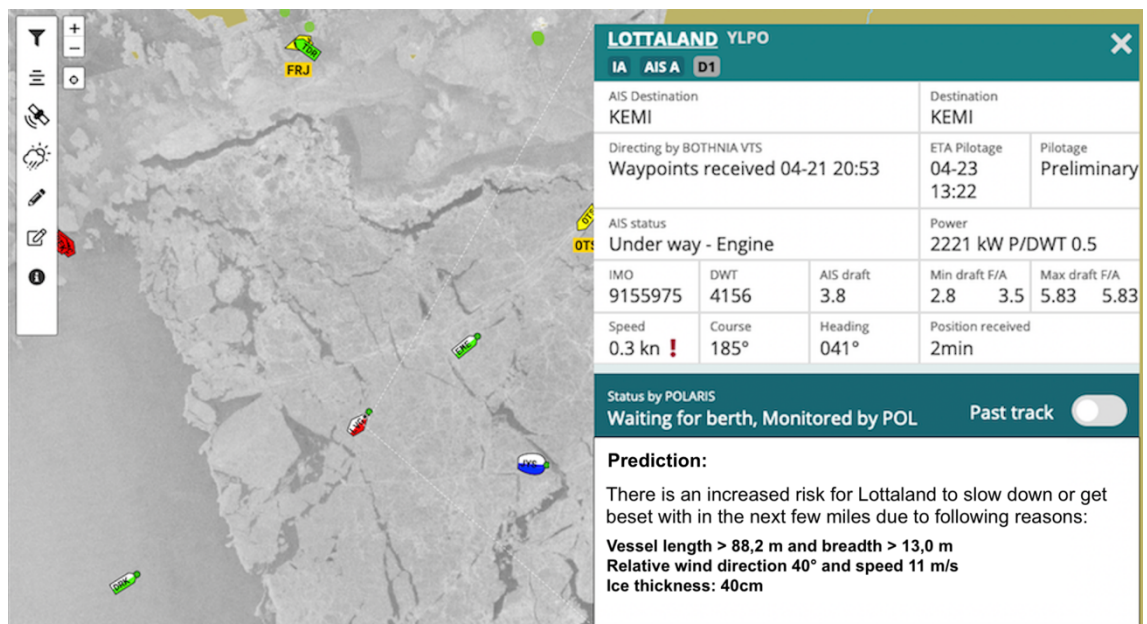 +
−
TDR
FRJ
OTS
OTS
EME
JYS
DRK
LOTTALAND YLPO
IA AIS A D1
AIS Destination
KEMI
Destination
KEMI
Directing by BOTHNIA VTS
Waypoints received 04-21 20:53
ETA Pilotage
04-23
13:22
Pilotage
Preliminary
AIS status
Under way - Engine
Power
2221 kW P/DWT 0.5
IMO
9155975
DWT
4156
AIS draft
3.8
Min draft F/A
2.8 3.5
Max draft F/A
5.83 5.83
Speed
0.3 kn !
Course
185°
Heading
041°
Position received
2min
Status by POLARIS
Waiting for berth, Monitored by POL
Past track
Prediction:
There is an increased risk for Lottaland to slow down or get
beset with in the next few miles due to following reasons:
Vessel length > 88,2 m and breadth > 13,0 m
Relative wind direction 40° and speed 11 m/s
Ice thickness: 40cm